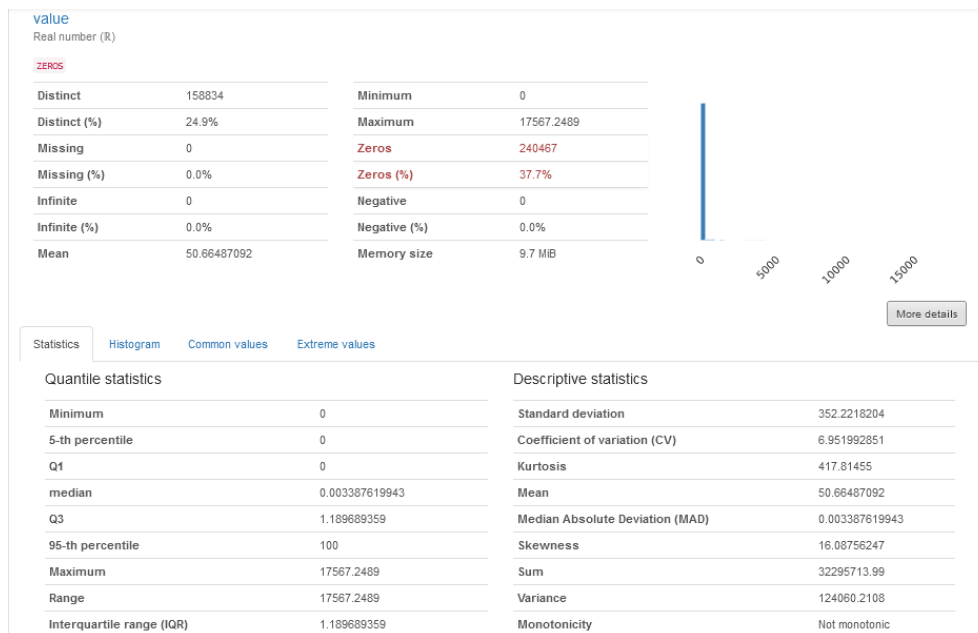 value
Real number (ℝ)
ZEROS
Distinct 158834
Distinct (%) 24.9%
Missing 0
Missing (%) 0.0%
Infinite 0
Infinite (%) 0.0%
Mean 50.66487092
Minimum 0
Maximum 17567.2489
Zeros 240467
Zeros (%) 37.7%
Negative 0
Negative (%) 0.0%
Memory size 9.7 MiB
0 5000 10000 15000
More details
Statistics Histogram Common values Extreme values
Quantile statistics
Minimum 0
5-th percentile 0
Q1 0
median 0.003387619943
Q3 1.189689359
95-th percentile 100
Maximum 17567.2489
Range 17567.2489
Interquartile range (IQR) 1.189689359
Descriptive statistics
Standard deviation 352.2218204
Coefficient of variation (CV) 6.951992851
Kurtosis 417.81455
Mean 50.66487092
Median Absolute Deviation (MAD) 0.003387619943
Skewness 16.08756247
Sum 32295713.99
Variance 124060.2108
Monotonicity Not monotonic